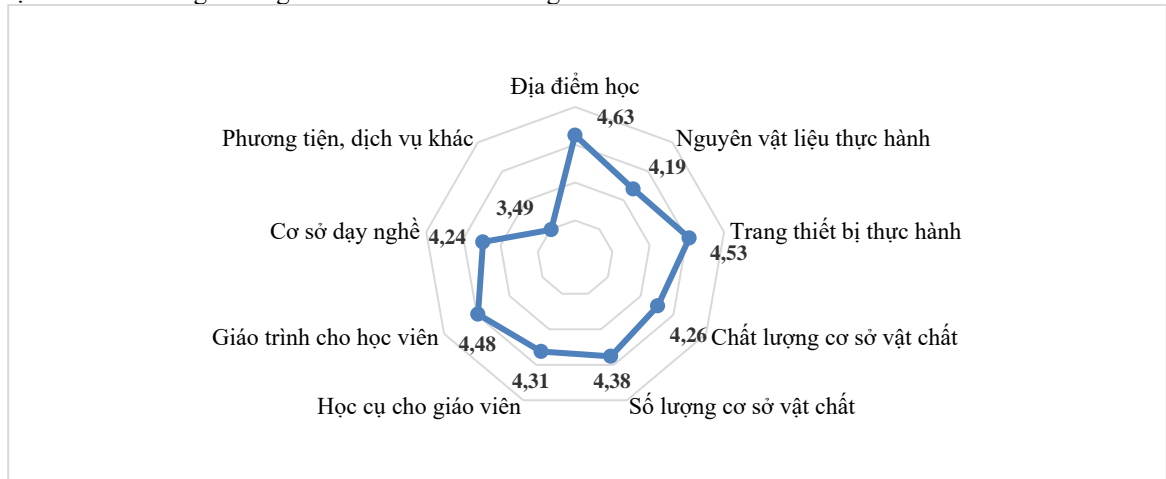 Địa điểm học
4,63
Phương tiện, dịch vụ khác
Nguyên vật liệu thực hành
4,19
3,49
Cơ sở dạy nghề
4,24
Trang thiết bị thực hành
4,53
Giáo trình cho học viên
4,48
4,26
Chất lượng cơ sở vật chất
4,31
4,38
Học cụ cho giáo viên
Số lượng cơ sở vật chất